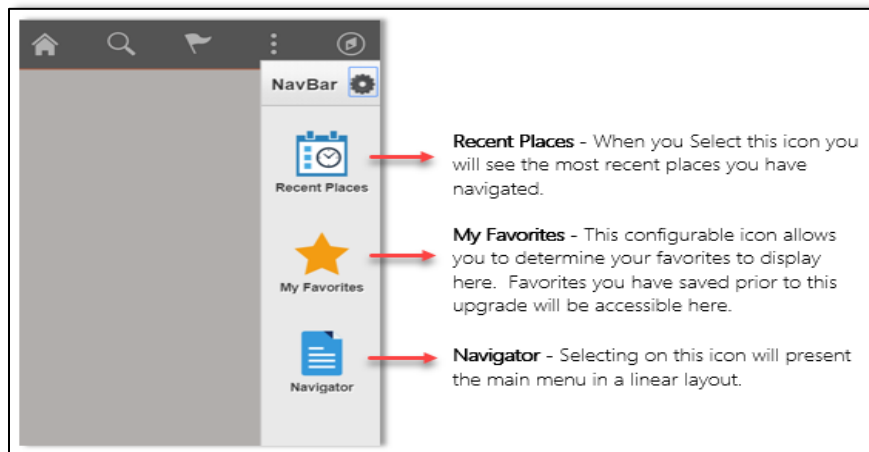 NavBar
Recent Places
Recent Places - When you Select this icon you
will see the most recent places you have
navigated.
My Favorites
My Favorites - This configurable icon allows
you to determine your favorites to display
here. Favorites you have saved prior to this
upgrade will be accessible here.
Navigator
Navigator - Selecting on this icon will present
the main menu in a linear layout.